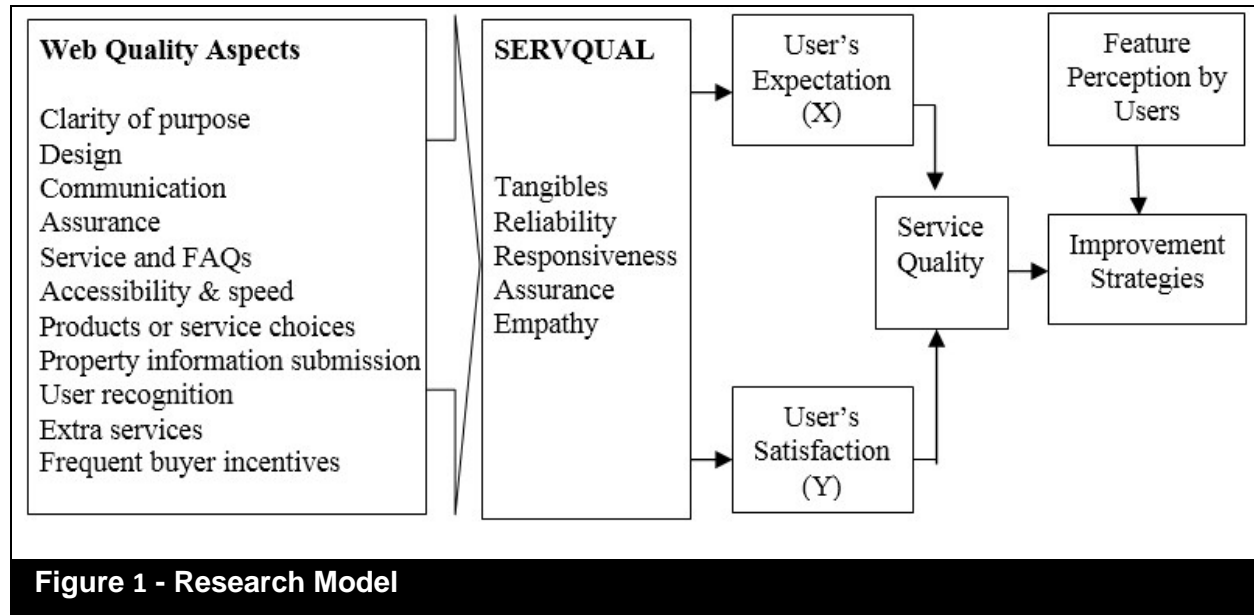 Web Quality Aspects
Clarity of purpose
Design
Communication
Assurance
Service and FAQs
Accessibility & speed
Products or service choices
Property information submission
User recognition
Extra services
Frequent buyer incentives
SERVQUAL
Tangibles
Reliability
Responsiveness
Assurance
Empathy
User's
Expectation
(X)
User's
Satisfaction
(Y)
Service
Quality
Feature
Perception by
Users
Improvement
Strategies
Figure 1 - Research Model